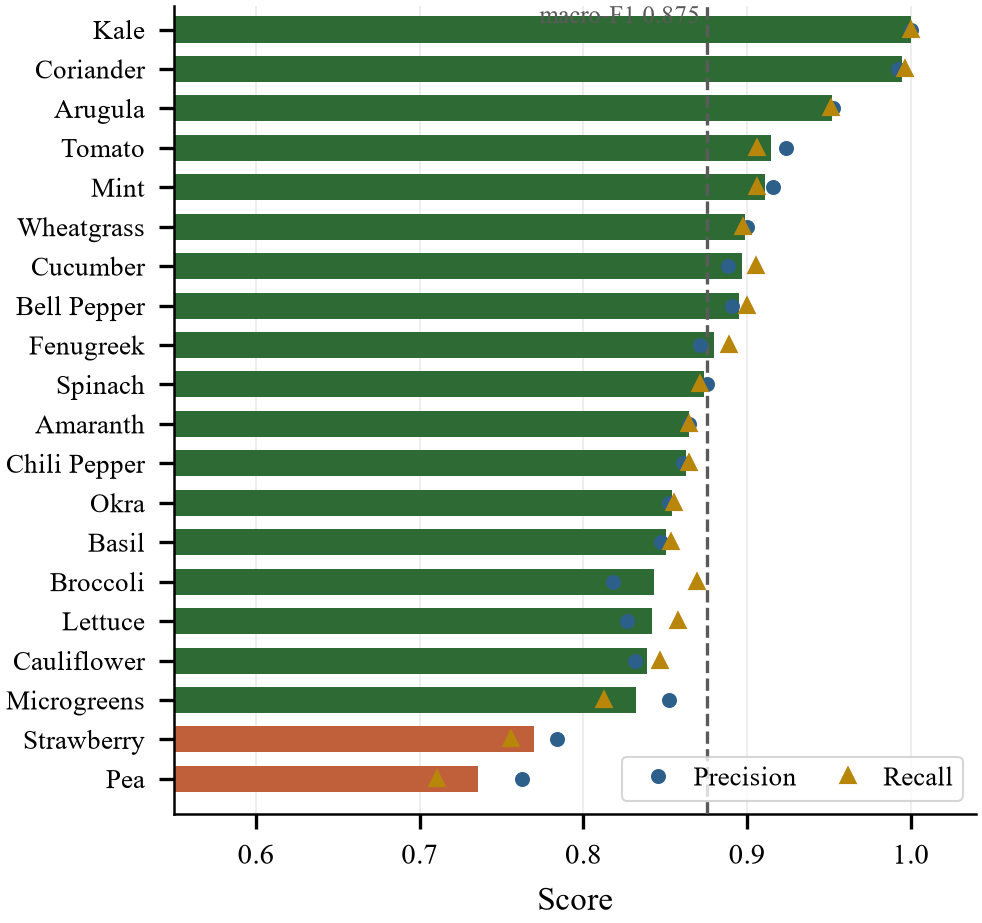 macro-F1 0.875
Kale
Coriander
Arugula
Tomato
Mint
Wheatgrass
Cucumber
Bell Pepper
Fenugreek
Spinach
Amaranth
Chili Pepper
Okra
Basil
Broccoli
Lettuce
Cauliflower
Microgreens
Strawberry
Pea
Precision Recall
0.6 0.7 0.8 0.9 1.0
Score